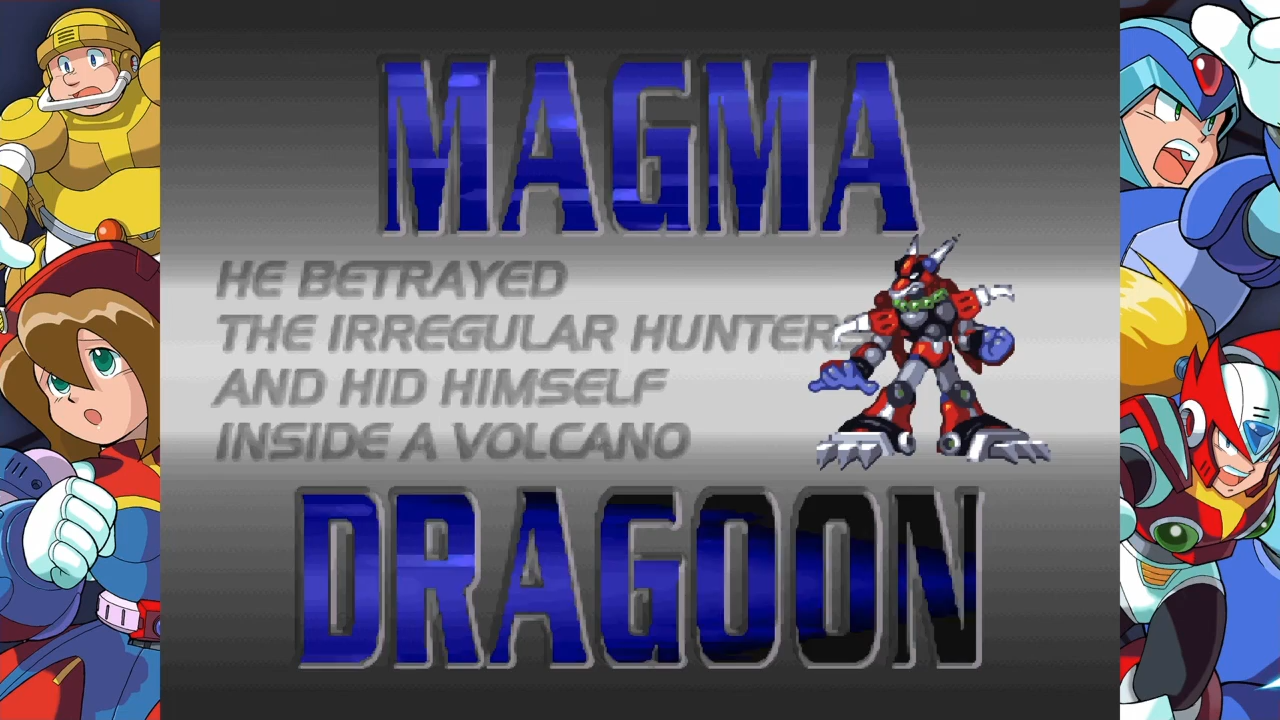 MAGMA
HE BETRAYED
THE IRREGULAR HUNTERS
AND HID HIMSELF
INSIDE A VOLCANO
DRAGOON